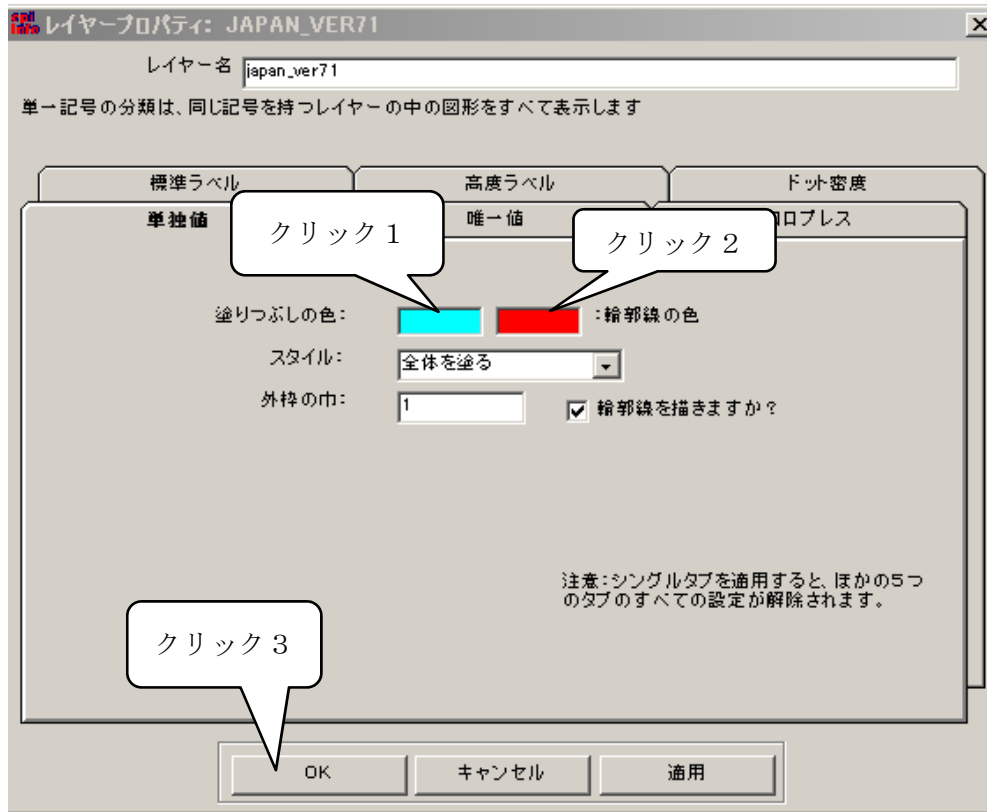 レイヤープロパティ: JAPAN_VER71
レイヤー名 japan_ver71
単一記号の分類は、同じ記号を持つレイヤーの中の図形をすべて表示します
標準ラベル 高度ラベル ドット密度
単独値 唯一値 コロプレス
クリック１
クリック２
塗りつぶしの色: :輪郭線の色
スタイル: 全体を塗る
外枠の巾: 1 輪郭線を描きますか？
注意:シングルタブを適用すると、ほかの5つ
のタブのすべての設定が解除されます。
クリック３
OK キャンセル 適用